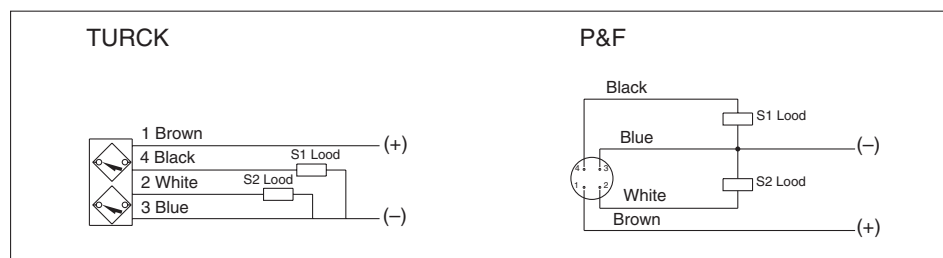 TURCK
1 Brown
(+)
4 Black
S1 Lood
2 White
S2 Lood
3 Blue
(–)
P&F
Black
S1 Lood
Blue
(–)
4 3
1 2
S2 Lood
White
Brown
(+)